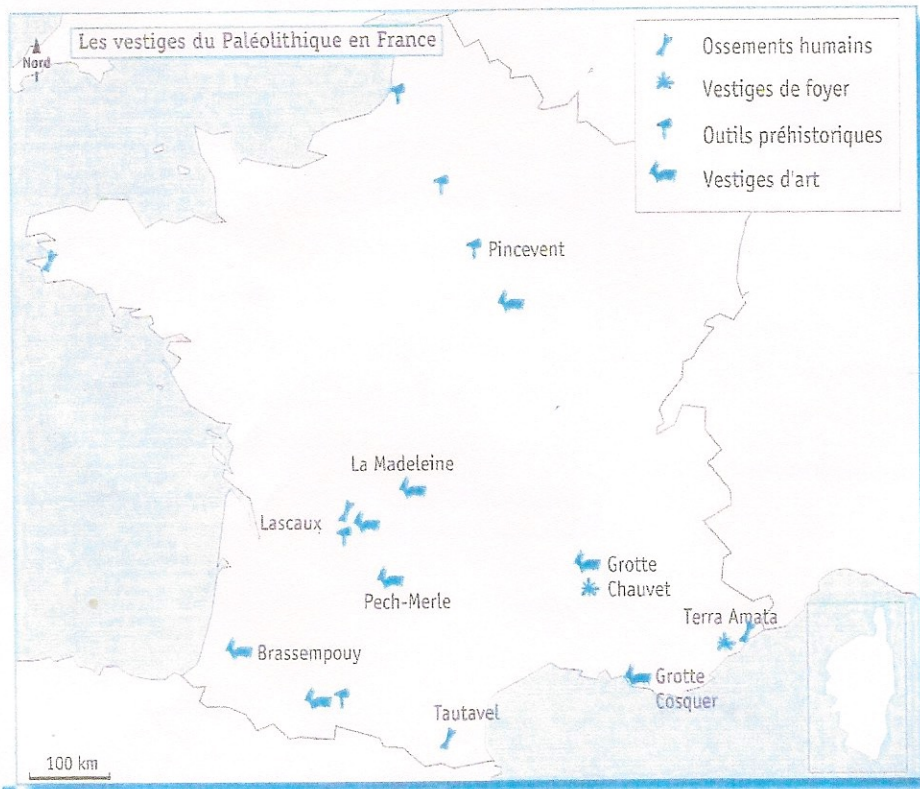 Les vestiges du Paléolithique en France
Nord
Ossements humains
Vestiges de foyer
Outils préhistoriques
Vestiges d'art
Pincevent
La Madeleine
Lascaux
Pech-Merle
Grotte
Chauvet
Terra Amata
Brassempouy
Grotte
Cosquer
Tautavel
100 km